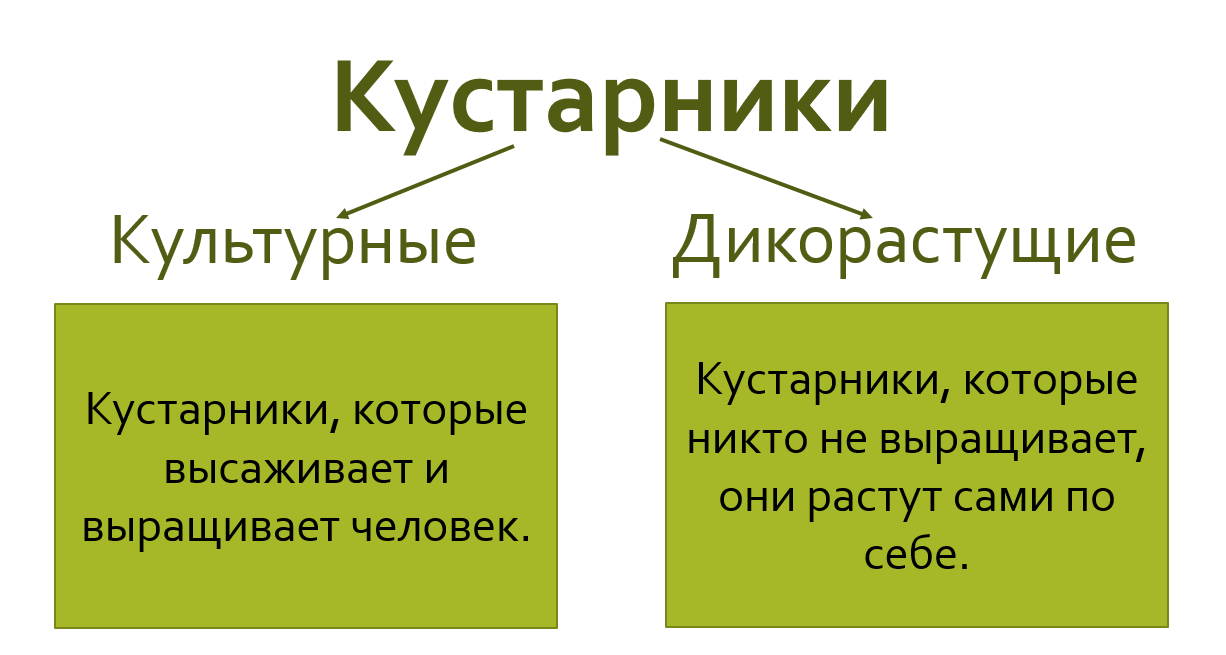 Кустарники
Культурные
Дикорастущие
Кустарники, которые
высаживает и
выращивает человек.
Кустарники, которые
никто не выращивает,
они растут сами по
себе.